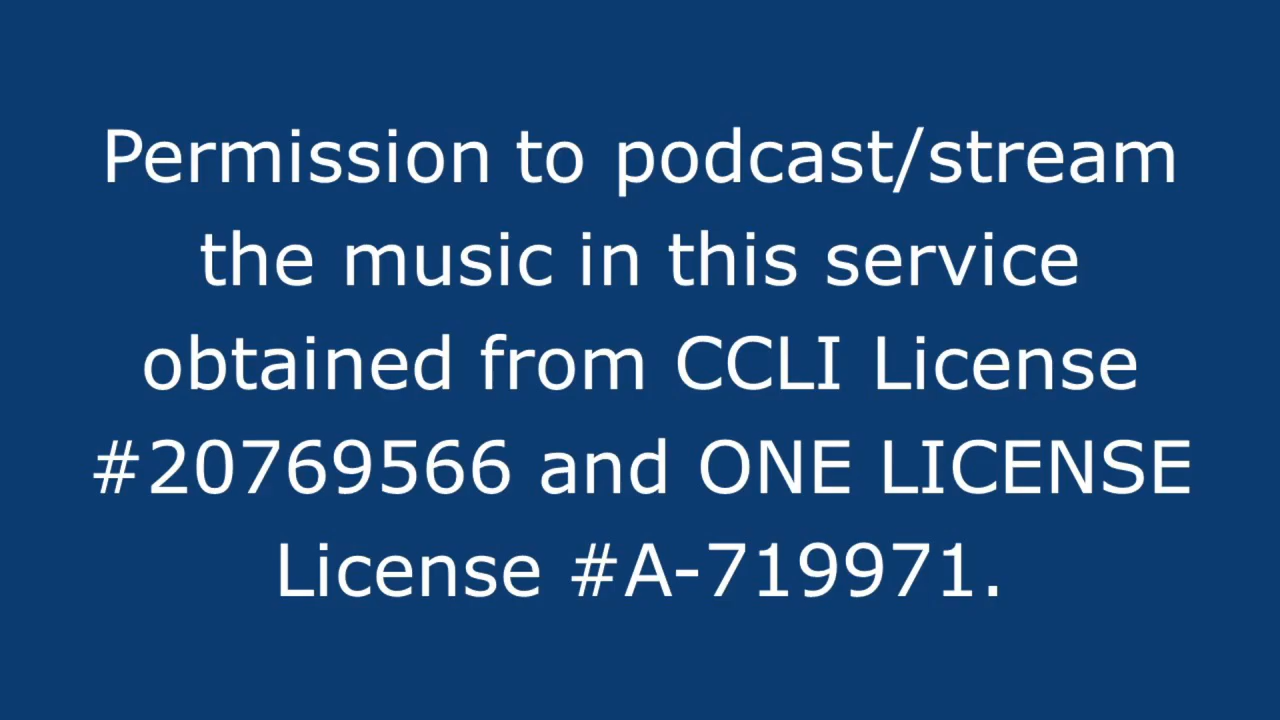 Permission to podcast/stream
the music in this service
obtained from CCLI License
#20769566 and ONE LICENSE
License #A-719971.